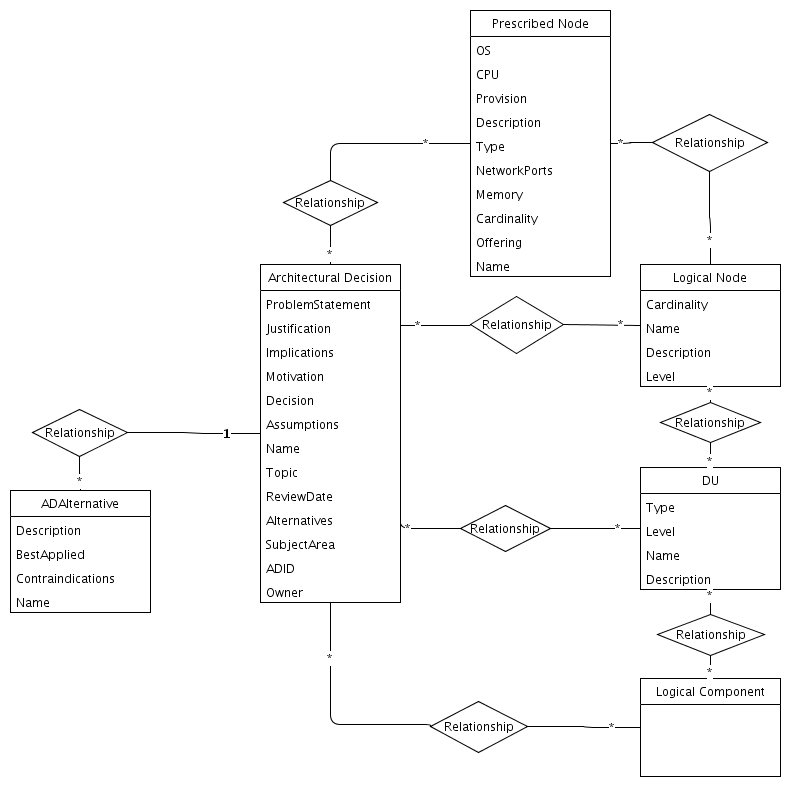 Prescribed Node
OS
CPU
Provision
Description
Type
NetworkPorts
Memory
Cardinality
Offering
Name
*
*
Relationship
Relationship
*
*
Architectural Decision
ProblemStatement
Justification
Implications
Motivation
Decision
Assumptions
Name
Topic
ReviewDate
Alternatives
SubjectArea
ADID
Owner
Logical Node
Cardinality
Name
Description
Level
*
Relationship
*
Relationship
1
*
ADAlternative
Description
BestApplied
Contraindications
Name
*
Relationship
*
DU
Type
Level
Name
Description
*
Relationship
*
*
Relationship
*
Logical Component
*
Relationship
*